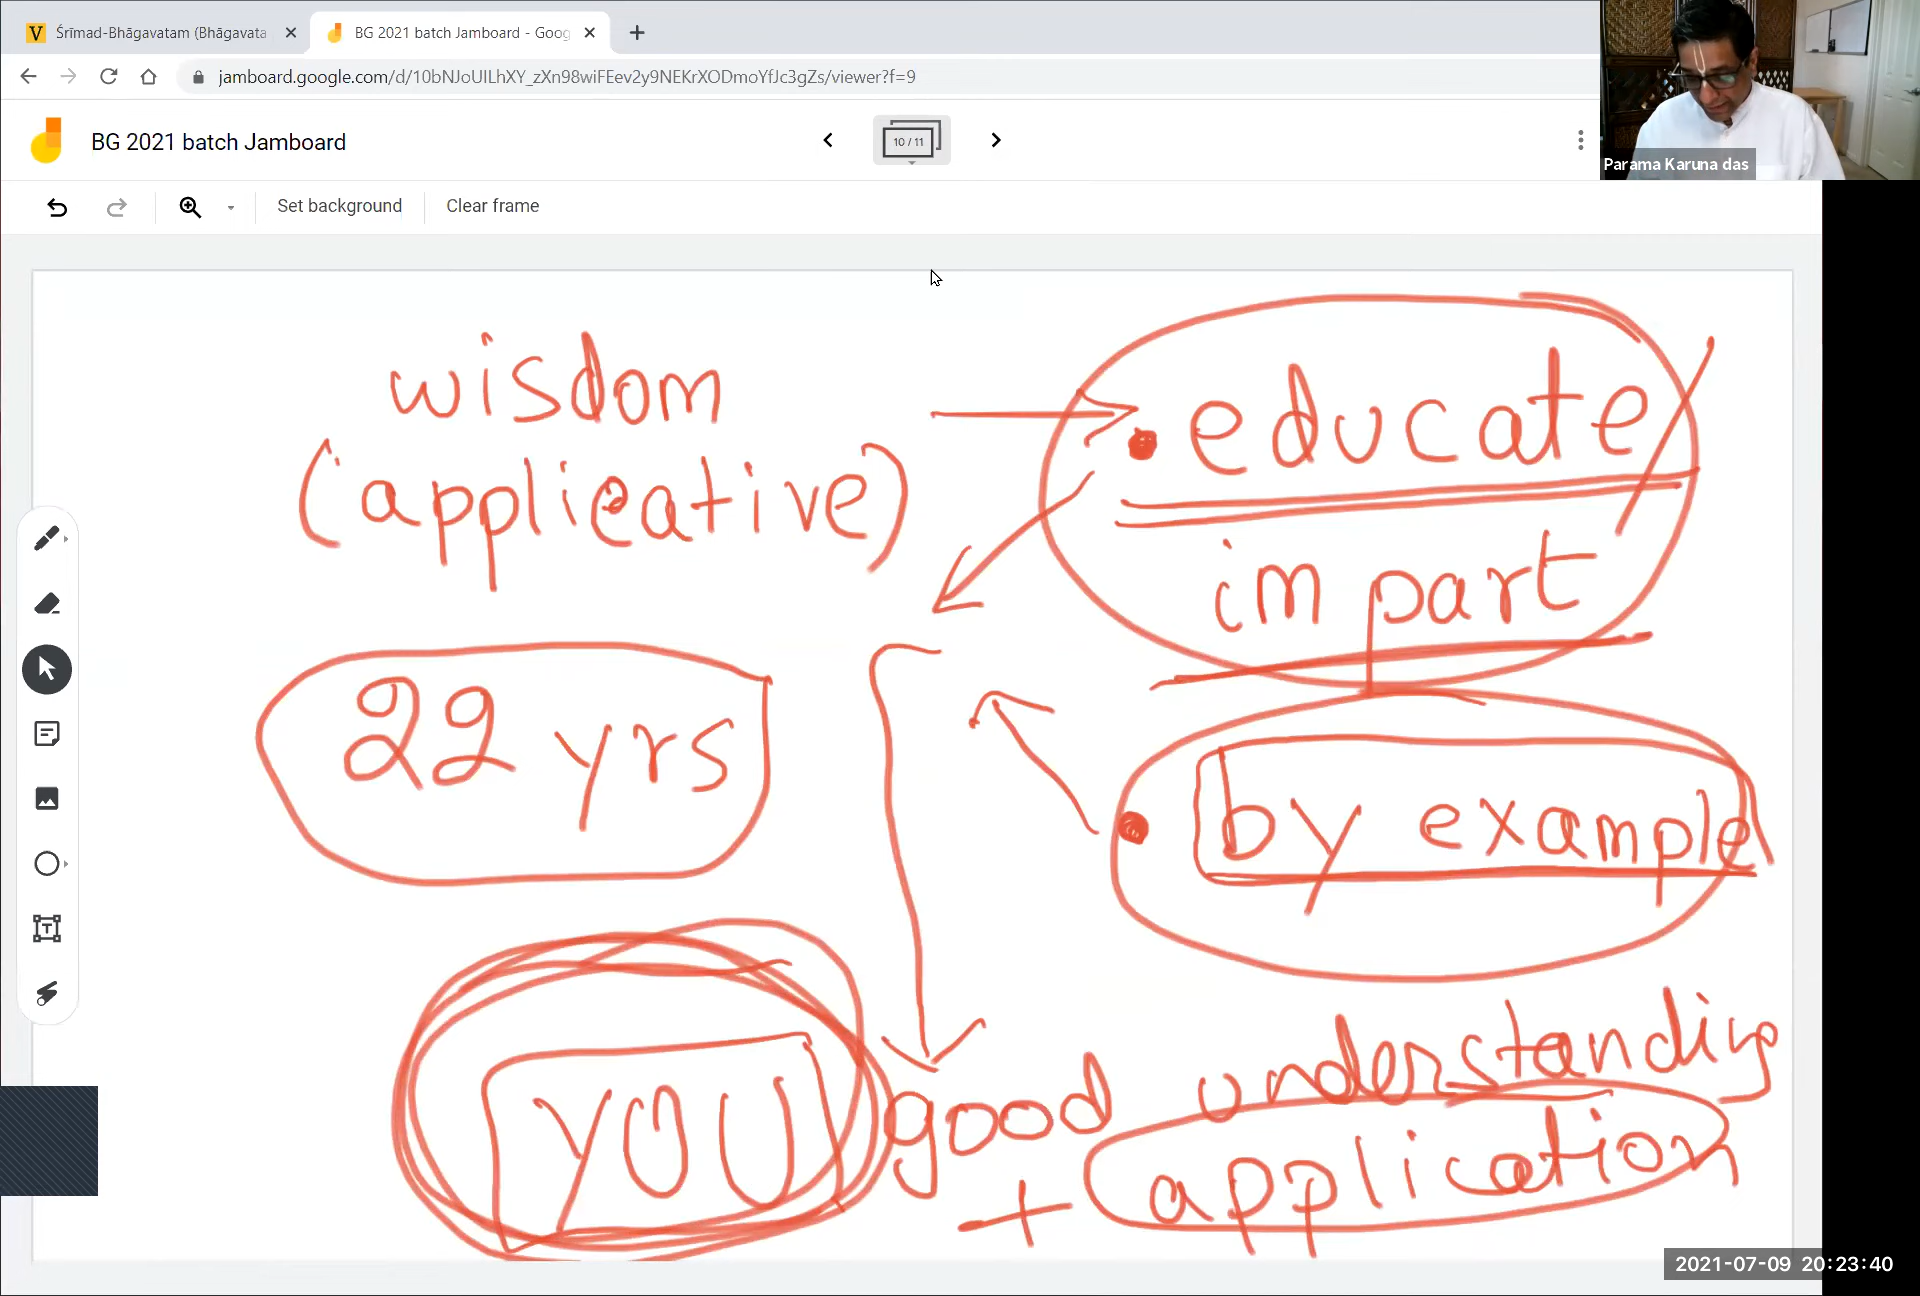 Śrīmad-Bhāgavatam (Bhāgavata
BG 2021 batch Jamboard - Goog
jamboard.google.com/d/10bNJoUILhXY_zXn98wiFEev2y9NEKrXODmoYfJc3gZs/viewer?f=9
BG 2021 batch Jamboard
10 / 11
Parama Karuna das
Set background
Clear frame
wisdom
(applicative)
educate
impart
22 yrs
by example
YOU
good understanding
+ application
2021-07-09 20:23:40